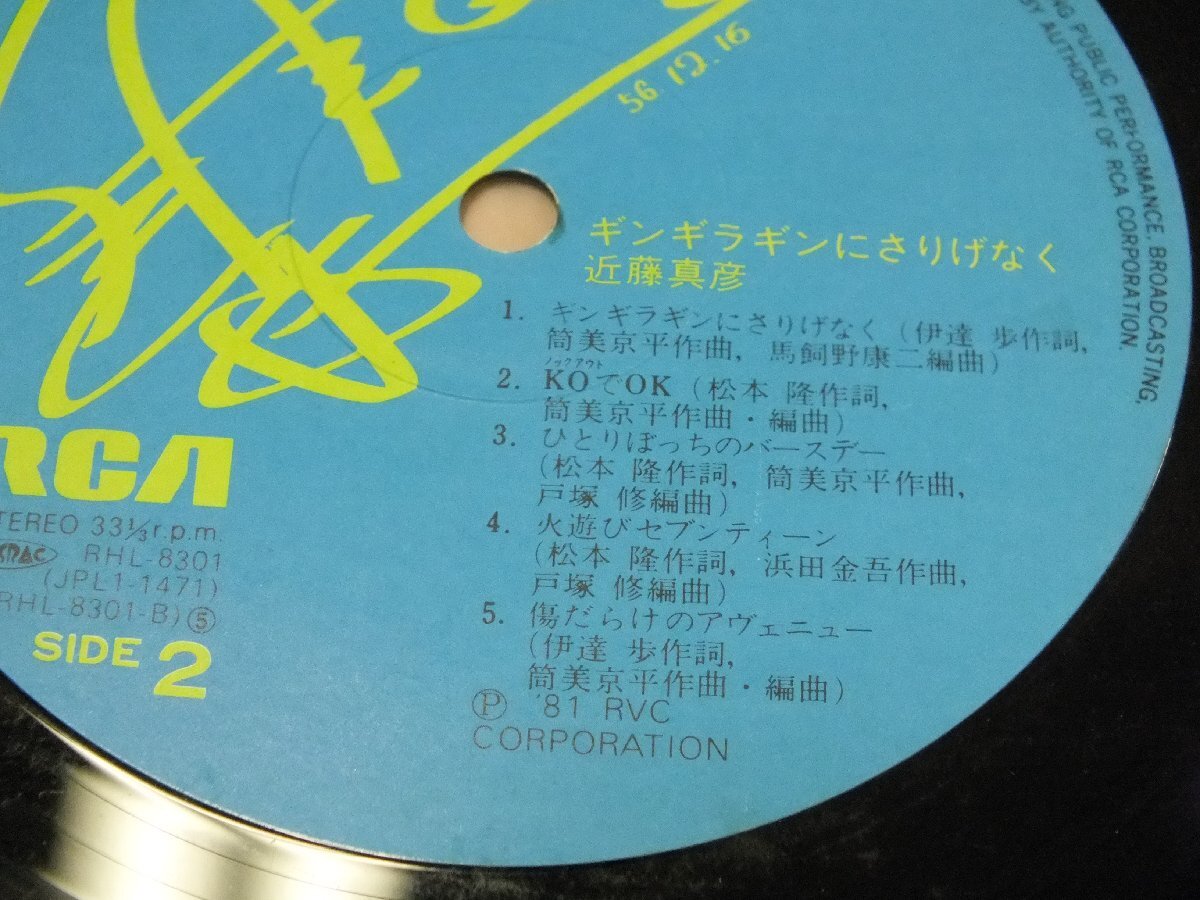 56.12.16
NG PUBLIC PERFORMANCE, BROADCASTING,
BY AUTHORITY OF RCA CORPORATION.
ギンギラギンにさりげなく
近藤真彦
1. ギンギラギンにさりげなく (伊達 歩作詞,
筒美京平作曲, 馬飼野康二編曲)
ノックアウト
2. KOでOK (松本 隆作詞,
筒美京平作曲・編曲)
3. ひとりぼっちのバースデー
(松本 隆作詞, 筒美京平作曲,
戸塚 修編曲)
4. 火遊びセブンティーン
(松本 隆作詞, 浜田金吾作曲,
戸塚 修編曲)
5. 傷だらけのアヴェニュー
(伊達 歩作詞,
筒美京平作曲・編曲)
Ⓟ '81 RVC
CORPORATION
RCA
TEREO 33⅓ r.p.m.
RHL-8301
(JPL1-1471)
RHL-8301-B) ⑤
SIDE 2